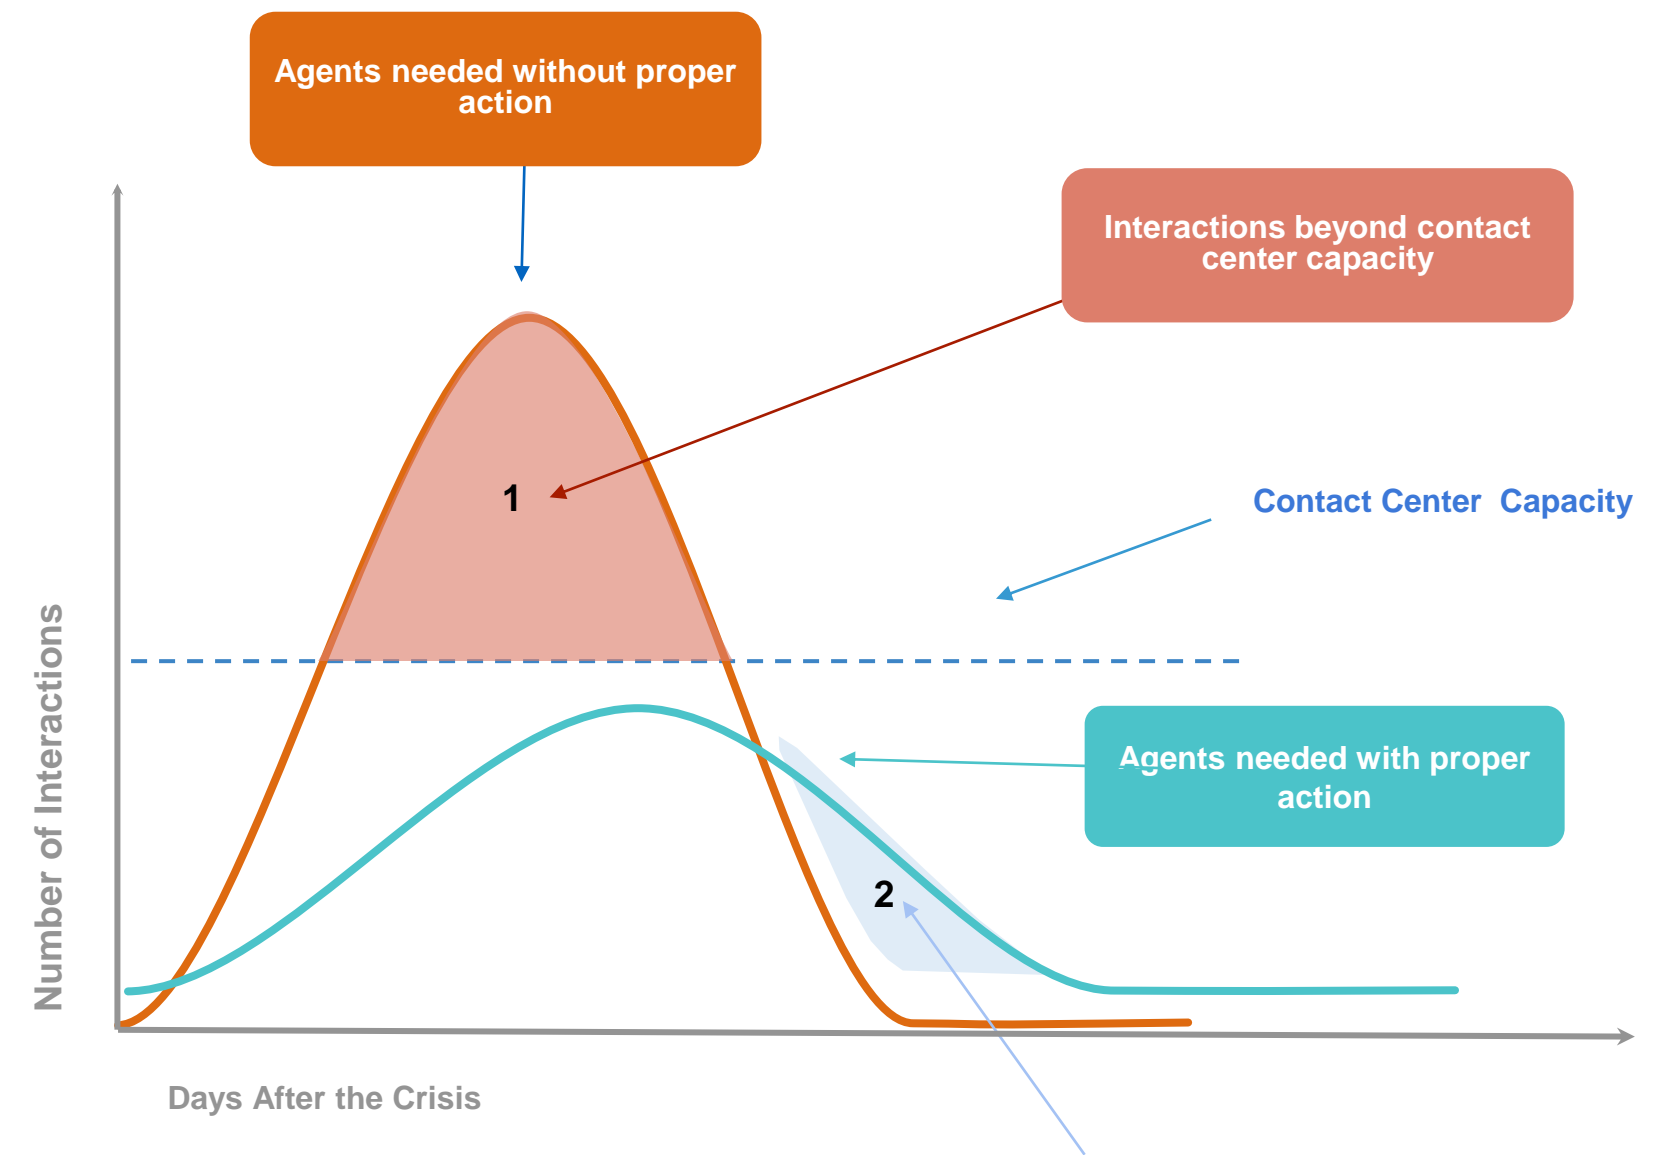 Agents needed without proper
action
Interactions beyond contact
center capacity
1
Contact Center  Capacity
Agents needed with proper
action
2
Number of Interactions
Days After the Crisis